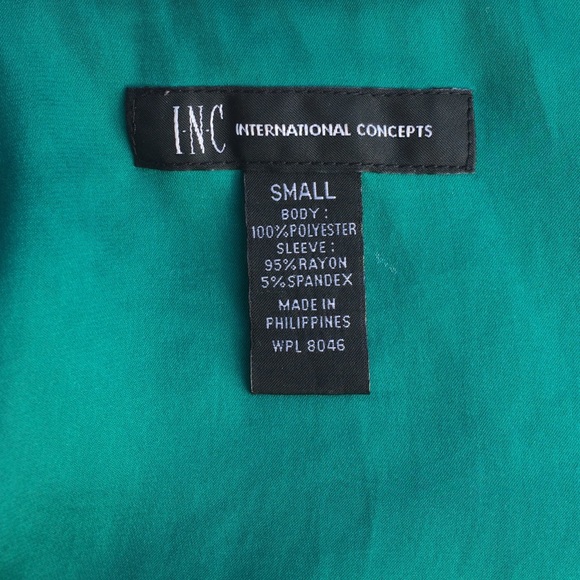 I·N·C INTERNATIONAL CONCEPTS
SMALL
BODY :
100%POLYESTER
SLEEVE :
95%RAYON
5%SPANDEX
MADE IN
PHILIPPINES
WPL 8046